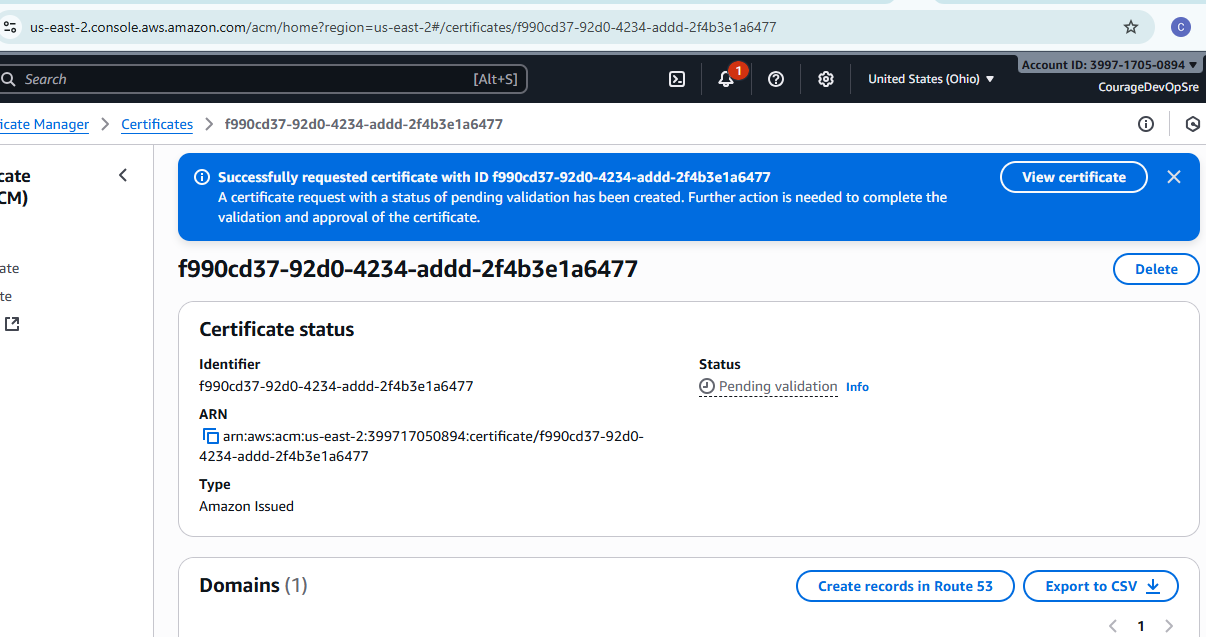 us-east-2.console.aws.amazon.com/acm/home?region=us-east-2#/certificates/f990cd37-92d0-4234-addd-2f4b3e1a6477
C
Search
[Alt+S]
1
United States (Ohio)
Account ID: 3997-1705-0894
CourageDevOpSre
icate Manager
Certificates
f990cd37-92d0-4234-addd-2f4b3e1a6477
cate
CM)
ate
te
Successfully requested certificate with ID f990cd37-92d0-4234-addd-2f4b3e1a6477
A certificate request with a status of pending validation has been created. Further action is needed to complete the
validation and approval of the certificate.
View certificate
f990cd37-92d0-4234-addd-2f4b3e1a6477
Delete
Certificate status
Identifier
f990cd37-92d0-4234-addd-2f4b3e1a6477
Status
Pending validation
Info
ARN
arn:aws:acm:us-east-2:399717050894:certificate/f990cd37-92d0-
4234-addd-2f4b3e1a6477
Type
Amazon Issued
Domains (1)
Create records in Route 53
Export to CSV
1